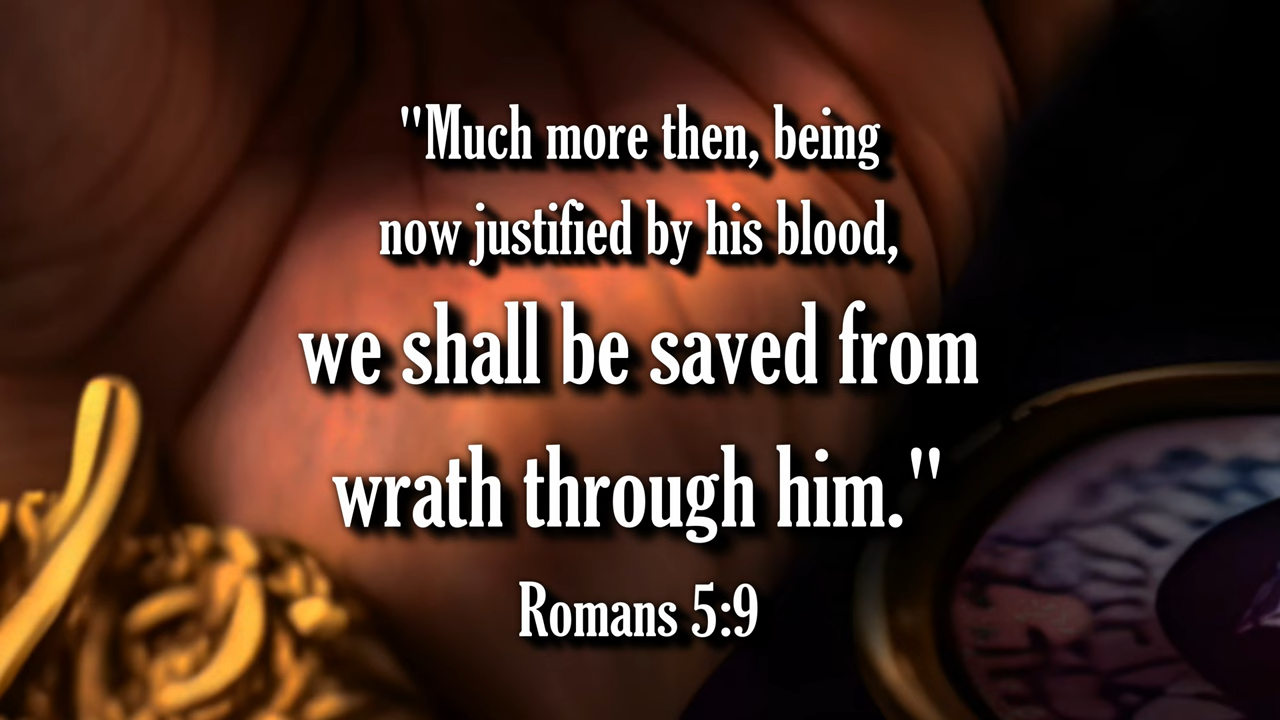 "Much more then, being
now justified by his blood,
we shall be saved from
wrath through him."
Romans 5:9